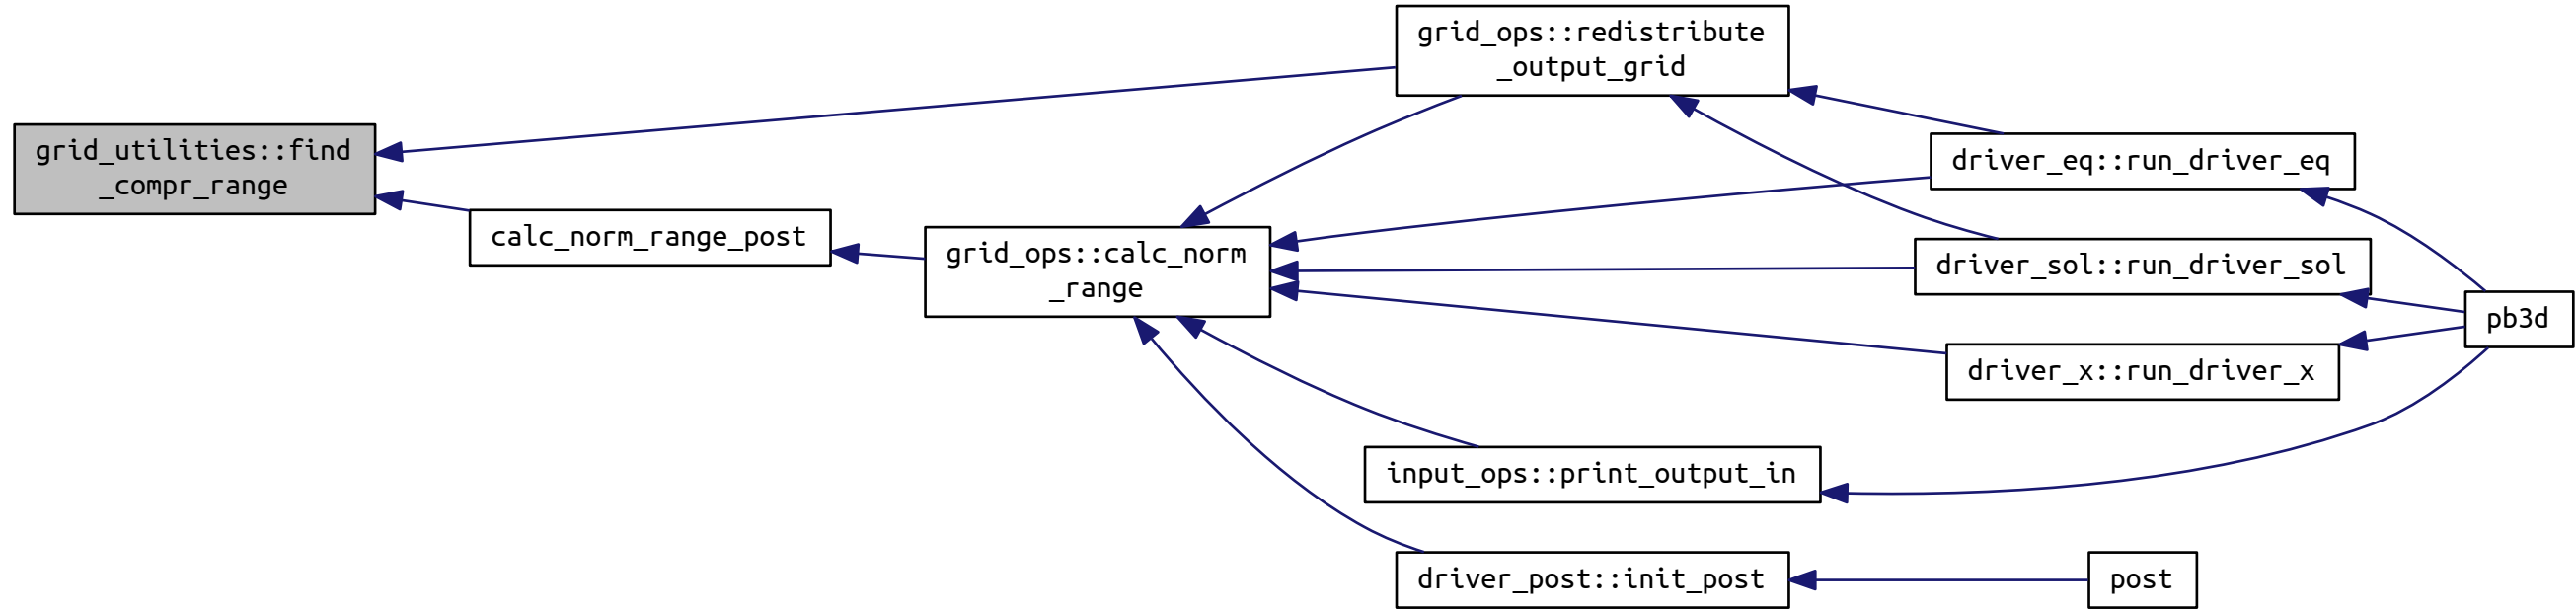 grid_utilities::find
_compr_range
calc_norm_range_post
grid_ops::calc_norm
_range
grid_ops::redistribute
_output_grid
driver_eq::run_driver_eq
driver_sol::run_driver_sol
driver_x::run_driver_x
input_ops::print_output_in
driver_post::init_post
pb3d
post